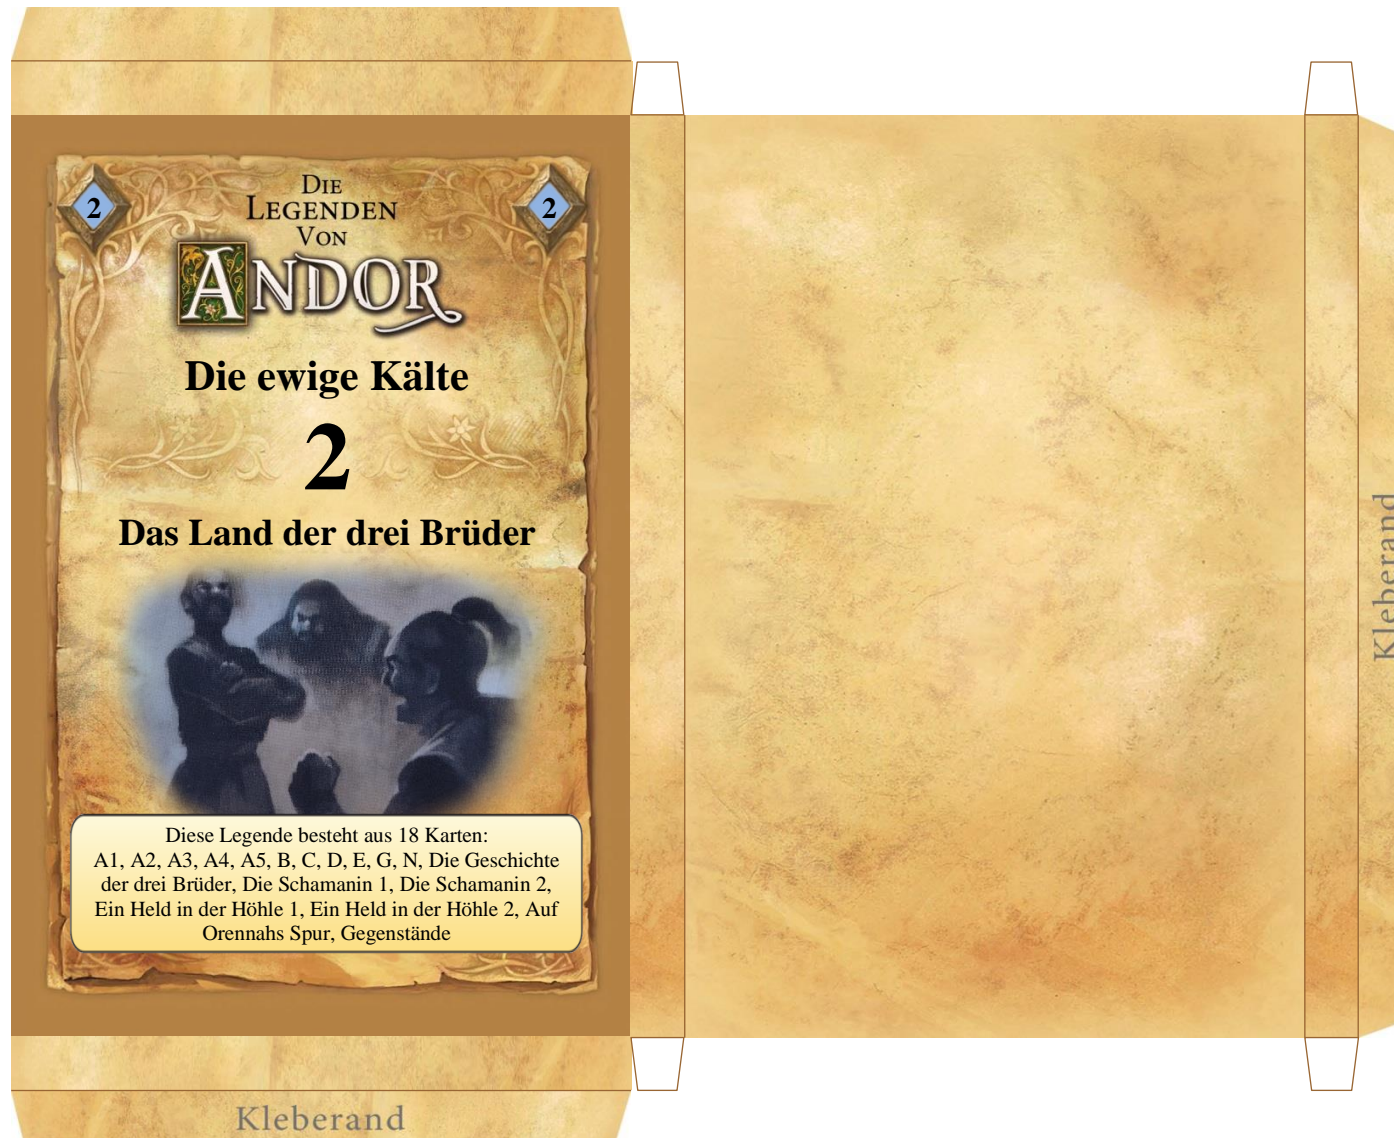 2
2
DIE
LEGENDEN
VON
ANDOR
Die ewige Kälte
2
Das Land der drei Brüder
Diese Legende besteht aus 18 Karten:
A1, A2, A3, A4, A5, B, C, D, E, G, N, Die Geschichte
der drei Brüder, Die Schamanin 1, Die Schamanin 2,
Ein Held in der Höhle 1, Ein Held in der Höhle 2, Auf
Orennahs Spur, Gegenstände
Kleberand
Kleberand